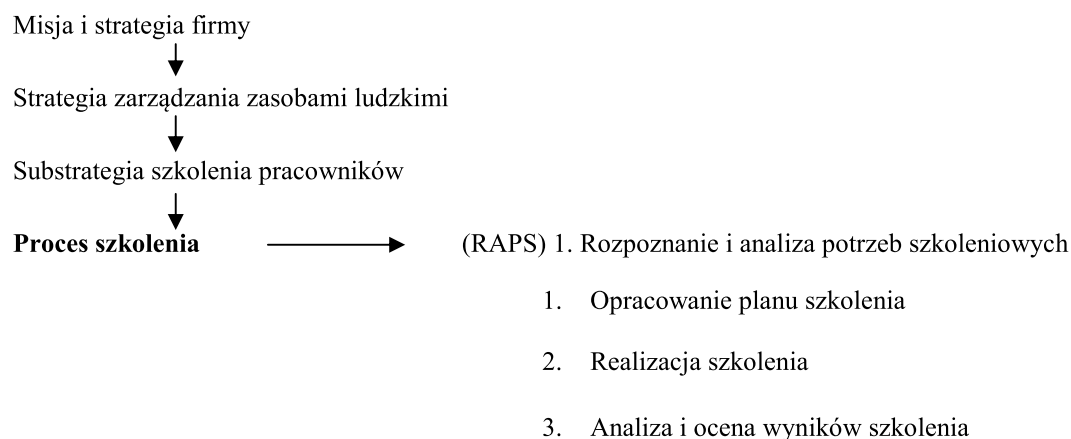 Misja i strategia firmy
Strategia zarządzania zasobami ludzkimi
Substrategia szkolenia pracowników
Proces szkolenia (RAPS) 1. Rozpoznanie i analiza potrzeb szkoleniowych
1. Opracowanie planu szkolenia
2. Realizacja szkolenia
3. Analiza i ocena wyników szkolenia